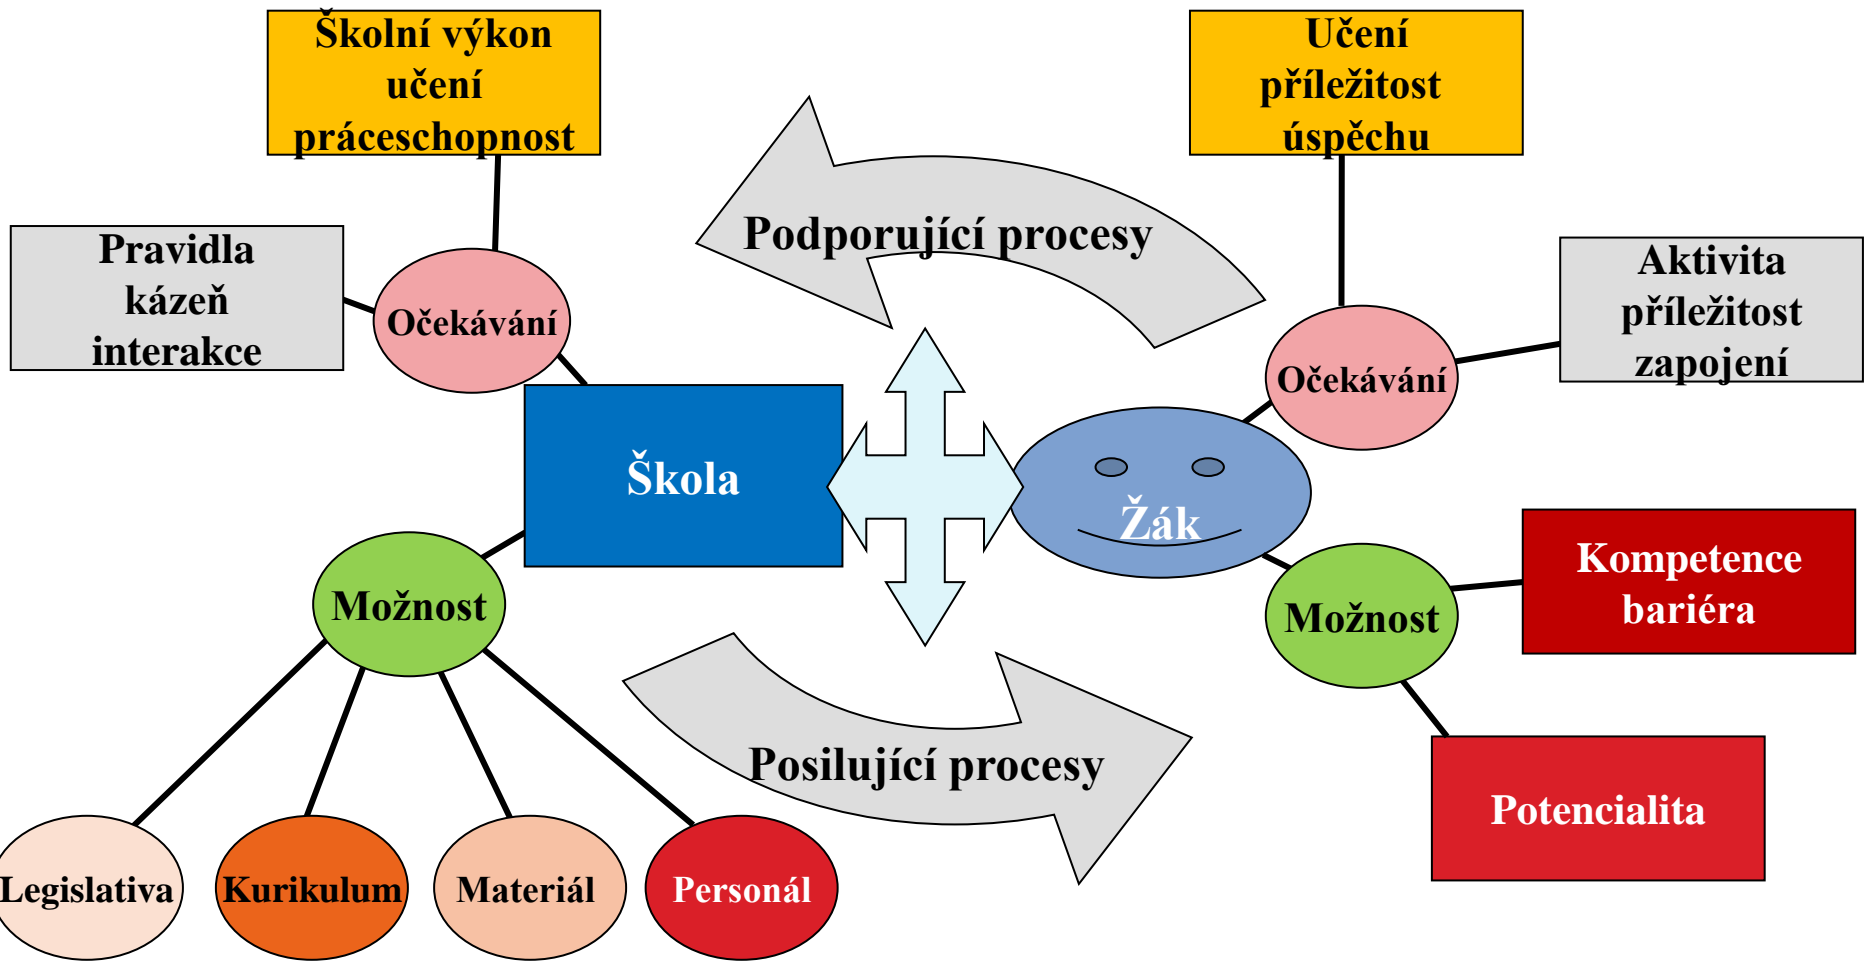 Školní výkon
učení
práceschopnost
Učení
příležitost
úspěchu
Pravidla
kázeň
interakce
Očekávání
Podporující procesy
Aktivita
příležitost
zapojení
Očekávání
Škola
Žák
Možnost
Možnost
Kompetence
bariéra
Posilující procesy
Potencialita
Legislativa
Kurikulum
Materiál
Personál